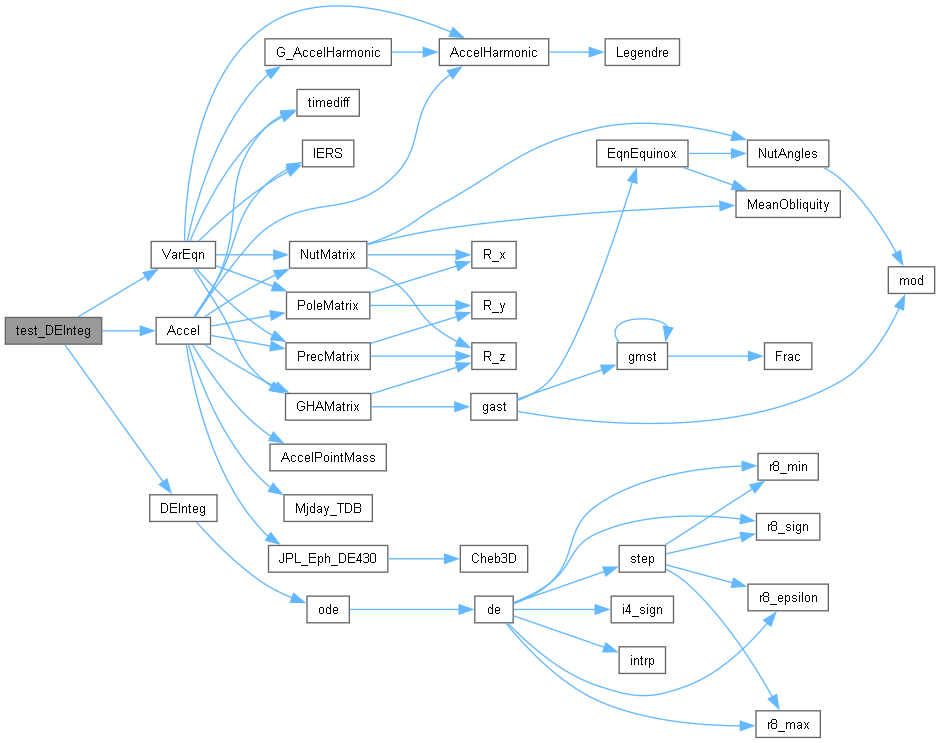 test_DEInteg
VarEqn
Accel
DEInteg
G_AccelHarmonic
timediff
IERS
NutMatrix
PoleMatrix
PrecMatrix
GHAMatrix
AccelPointMass
Mjday_TDB
JPL_Eph_DE430
ode
AccelHarmonic
R_x
R_y
R_z
gast
Cheb3D
de
Legendre
EqnEquinox
gmst
step
i4_sign
intrp
NutAngles
MeanObliquity
Frac
r8_min
r8_sign
r8_epsilon
r8_max
mod